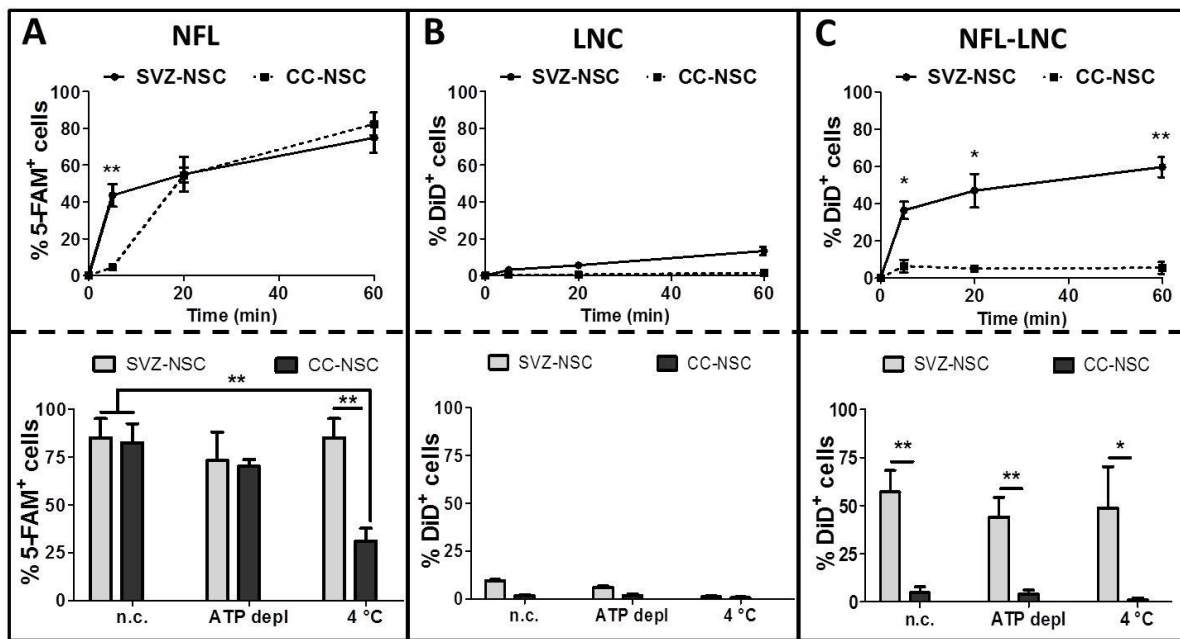 A
NFL
SVZ-NSC
CC-NSC
% 5-FAM+ cells
100
80
60
40
20
0
**
0
20
40
60
Time (min)
B
LNC
SVZ-NSC
CC-NSC
% DiD+ cells
100
80
60
40
20
0
0
20
40
60
Time (min)
C
NFL-LNC
SVZ-NSC
CC-NSC
% DiD+ cells
100
80
60
40
20
0
*
*
**
0
20
40
60
Time (min)
SVZ-NSC
CC-NSC
% 5-FAM+ cells
100
75
50
25
0
**
**
n.c.
ATP depl
4 °C
SVZ-NSC
CC-NSC
% DiD+ cells
100
75
50
25
0
n.c.
ATP depl
4 °C
SVZ-NSC
CC-NSC
% DiD+ cells
100
75
50
25
0
**
**
*
n.c.
ATP depl
4 °C